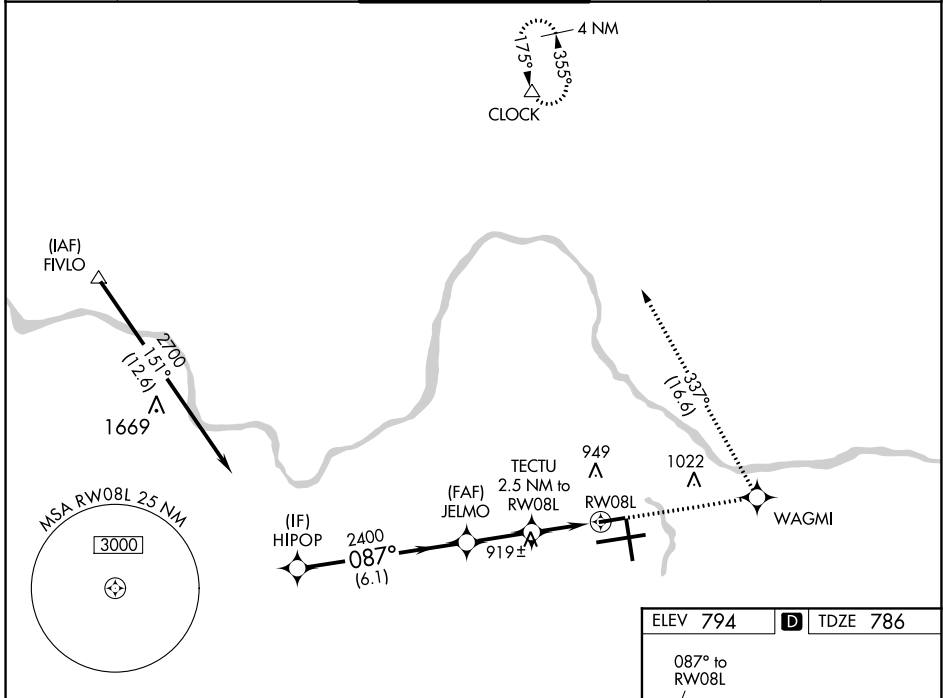 4 NM
175°
355°
CLOCK
(IAF)
FIVLO
2700
151°
(12.6)
1669
337°
(16.6)
949
1022
TECTU
2.5 NM to
RW08L
RW08L
WAGMI
(FAF)
JELMO
(IF)
HIPOP
2400
087°
(6.1)
919±
MSA RW08L 25 NM
3000
ELEV 794 D TDZE 786
087° to
RW08L